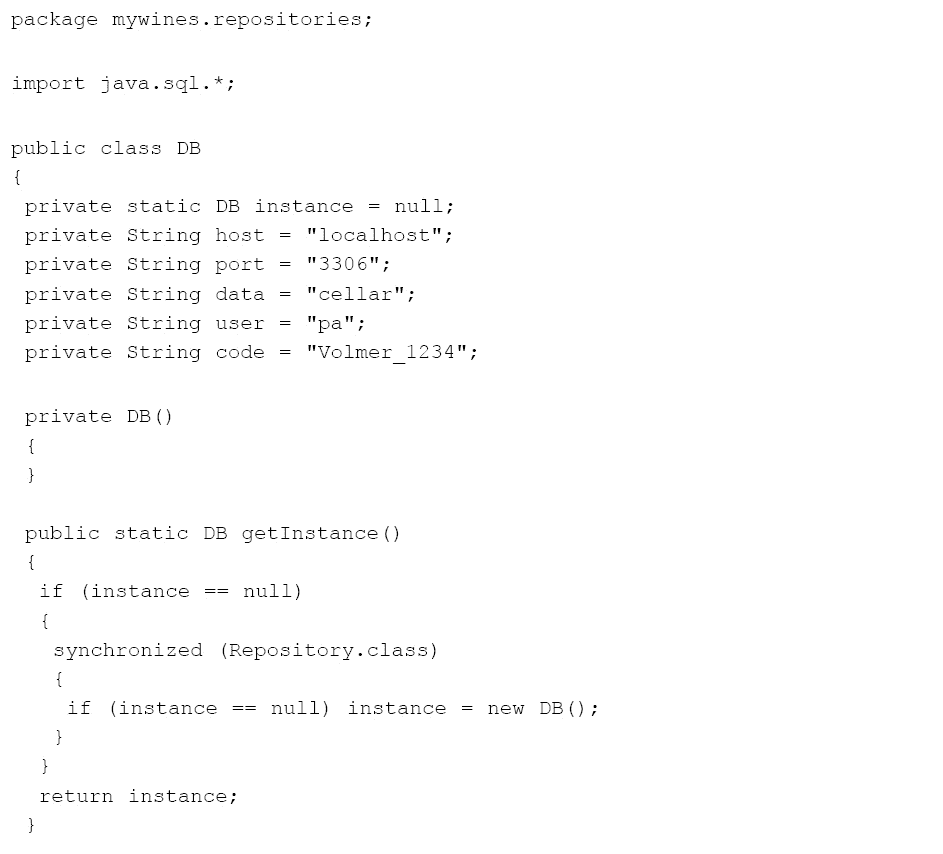 package mywines.repositories;
import java.sql.*;
public class DB
{
private static DB instance = null;
private String host = "localhost";
private String port = "3306";
private String data = "cellar";
private String user = "pa";
private String code = "Volmer_1234";
private DB()
{
}
public static DB getInstance()
{
if (instance == null)
{
synchronized (Repository.class)
{
if (instance == null) instance = new DB();
}
}
return instance;
}